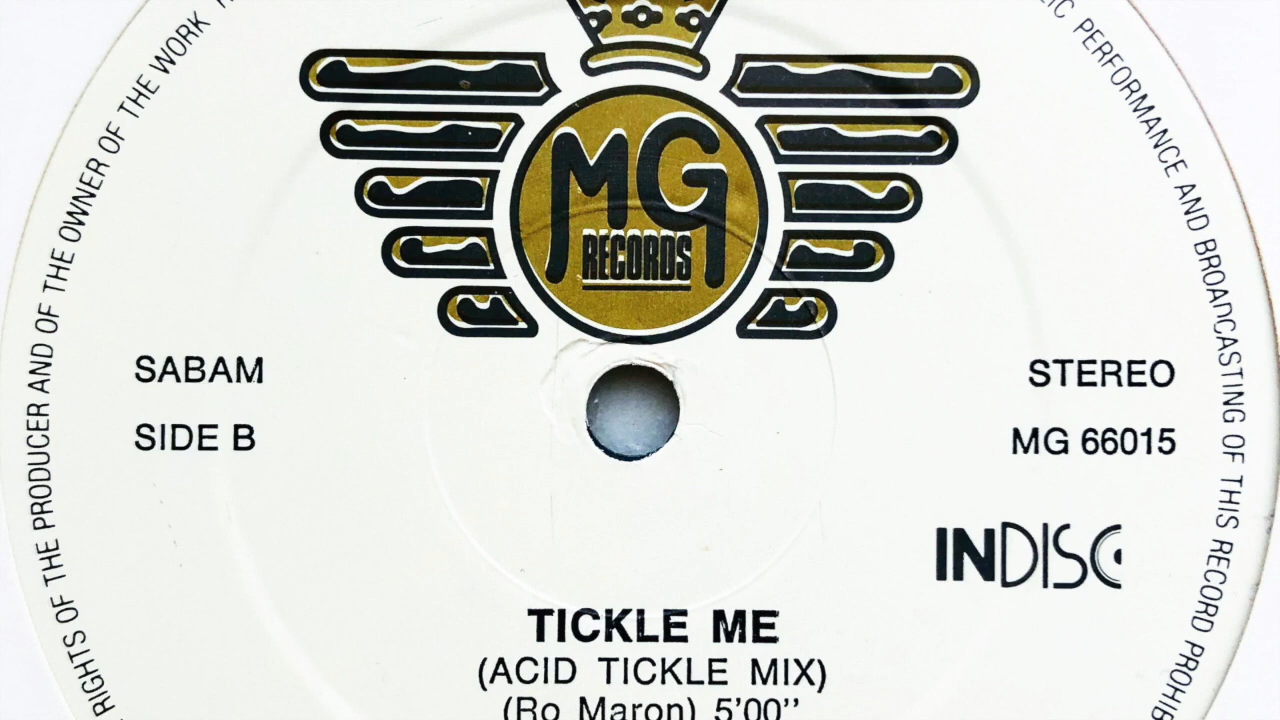 RIGHTS OF THE PRODUCER AND OF THE OWNER OF THE WORK
PERFORMANCE AND BROADCASTING OF THIS RECORD
MG
RECORDS
SABAM
STEREO
SIDE B
MG 66015
INDISC
TICKLE ME
(ACID TICKLE MIX)
(Ro Maron) 5'00''